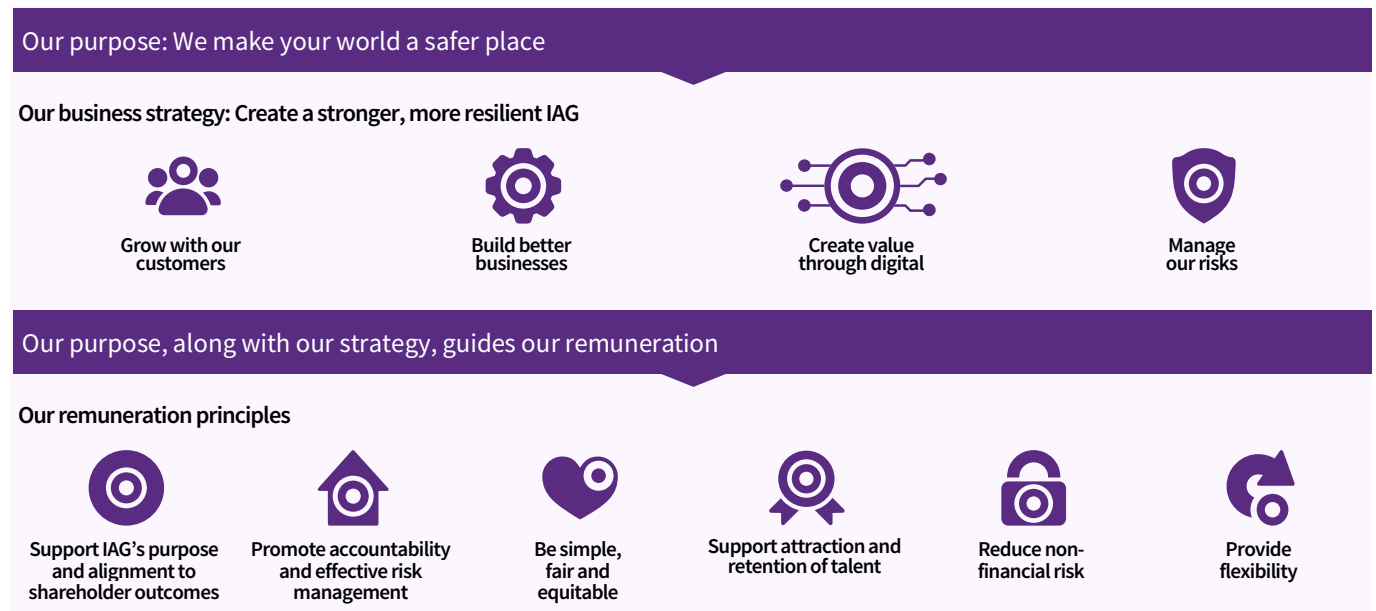 Our purpose: We make your world a safer place
Our business strategy: Create a stronger, more resilient IAG
Grow with our
customers
Build better
businesses
Create value
through digital
Manage
our risks
Our purpose, along with our strategy, guides our remuneration
Our remuneration principles
Support IAG’s purpose
and alignment to
shareholder outcomes
Promote accountability
and effective risk
management
Be simple,
fair and
equitable
Support attraction and
retention of talent
Reduce non-
financial risk
Provide
flexibility